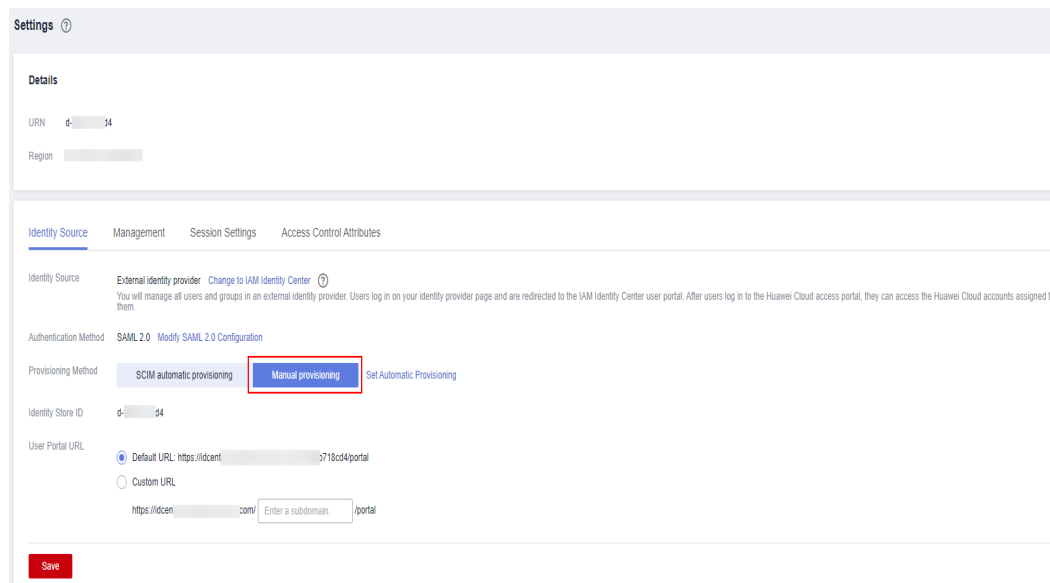 Settings ?
Details
URN d- d4
Region
Identity Source Management Session Settings Access Control Attributes
Identity Source External identity provider Change to IAM Identity Center ?
You will manage all users and groups in an external identity provider. Users log in on your identity provider page and are redirected to the IAM Identity Center user portal. After users log in to the Huawei Cloud access portal, they can access the Huawei Cloud accounts assigned
them.
Authentication Method SAML 2.0 Modify SAML 2.0 Configuration
Provisioning Method SCIM automatic provisioning Manual provisioning Set Automatic Provisioning
Identity Store ID d- d4
User Portal URL
Default URL: https://idcent 718cd4/portal
Custom URL
https://idcen com/ Enter a subdomain. /portal
Save